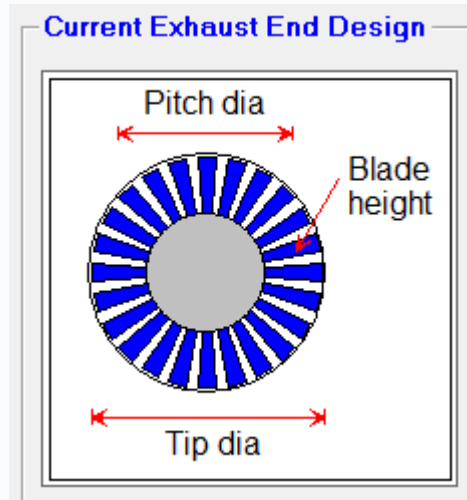 Current Exhaust End Design
Pitch dia
Blade
height
Tip dia